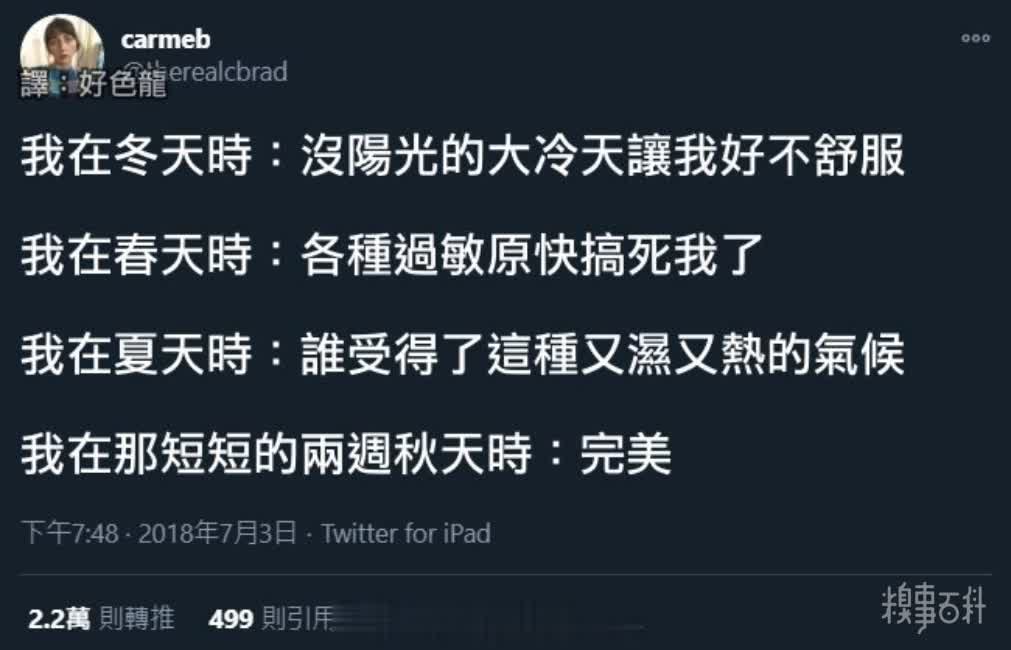 carmeb
@therealcbrad
譯：好色龍
我在冬天時：沒陽光的大冷天讓我好不舒服
我在春天時：各種過敏原快搞死我了
我在夏天時：誰受得了這種又濕又熱的氣候
我在那短短的兩週秋天時：完美
下午7:48 · 2018年7月3日 · Twitter for iPad
2.2萬 則轉推 499 則引用
糗事百科